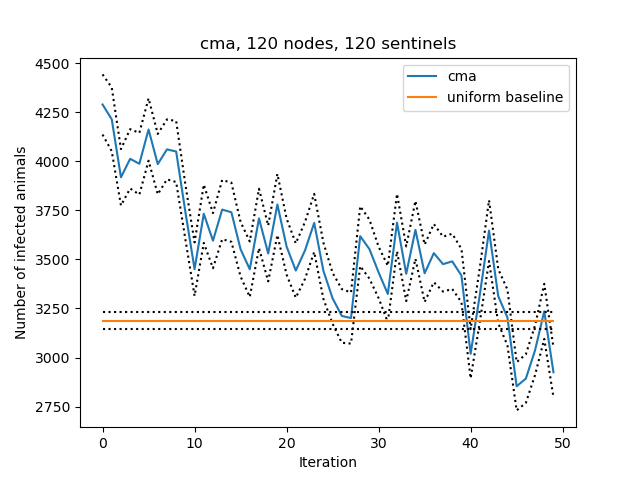 cma, 120 nodes, 120 sentinels
cma
uniform baseline
Number of infected animals
4500
4250
4000
3750
3500
3250
3000
2750
0 10 20 30 40 50
Iteration